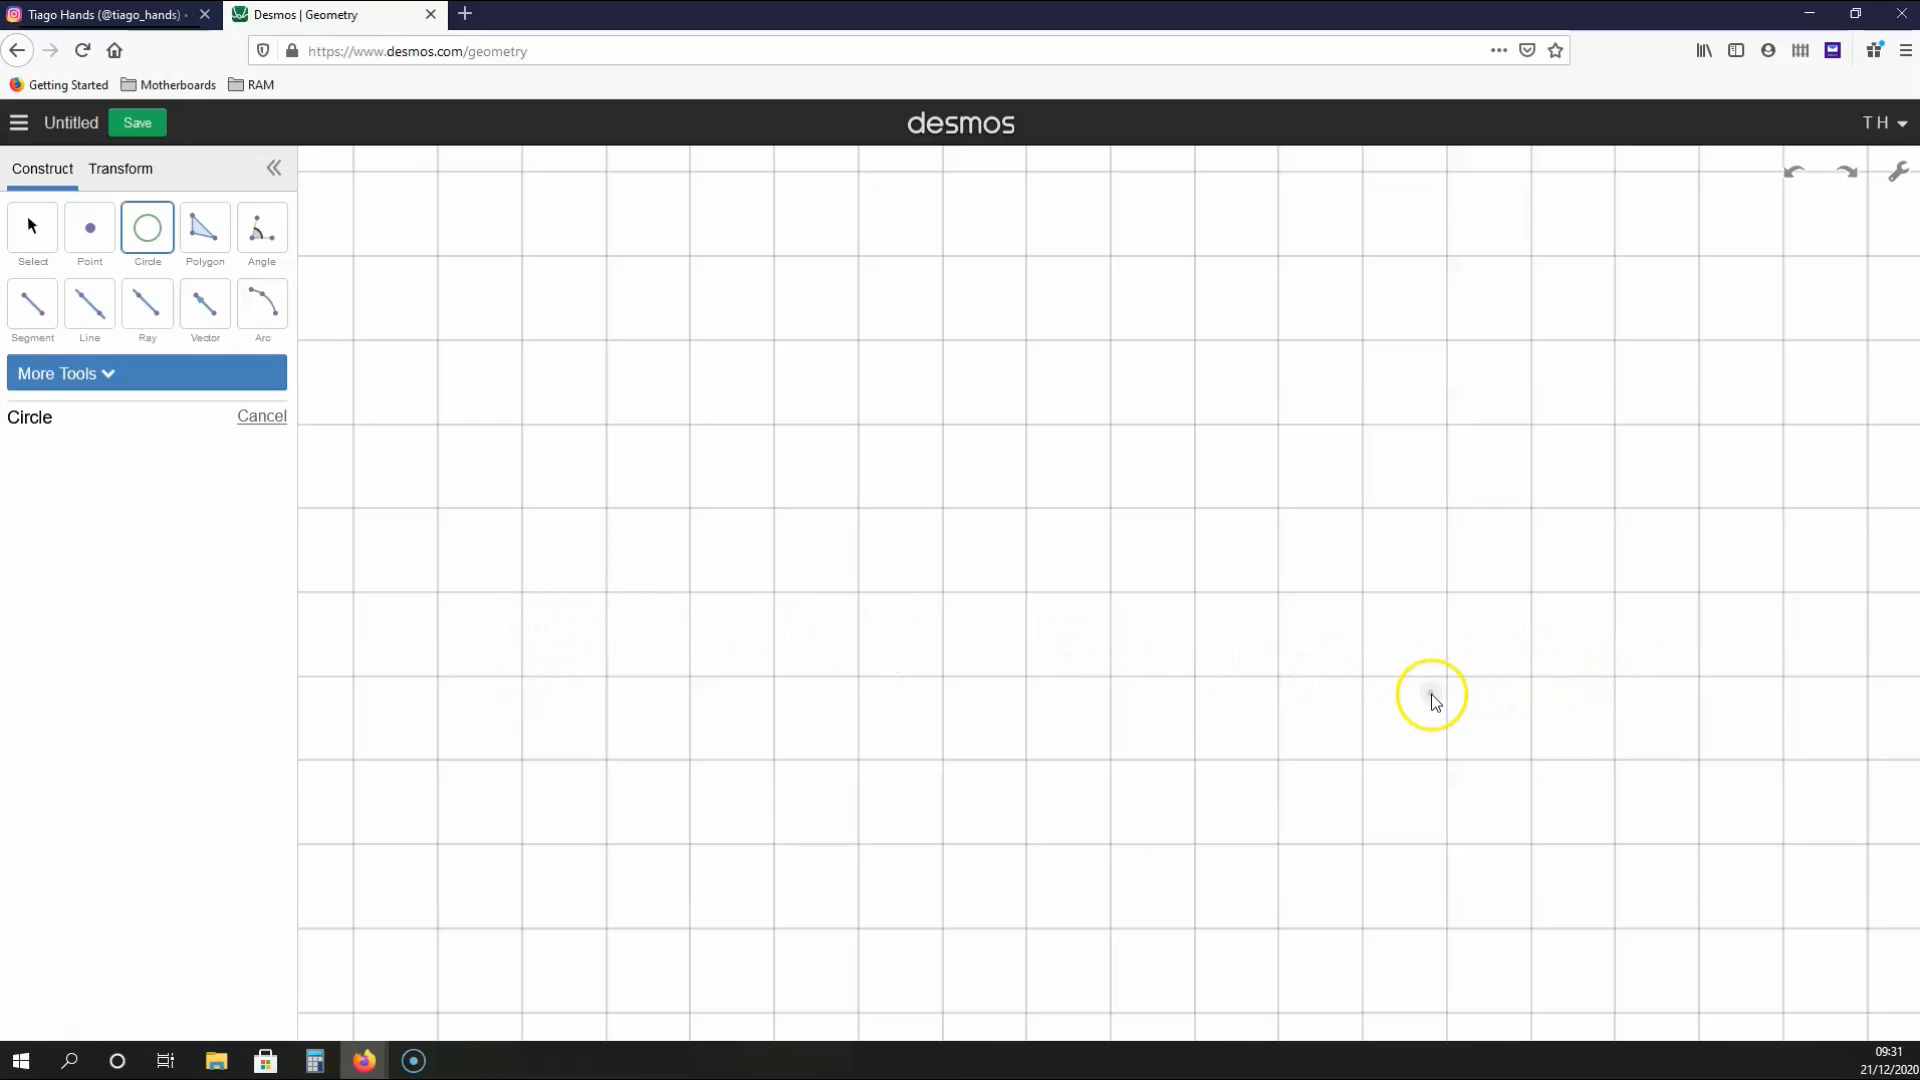 Tiago Hands (@tiago_hands) •
Desmos | Geometry
https://www.desmos.com/geometry
Getting Started Motherboards RAM
Untitled Save desmos T H
Construct Transform
Select Point Circle Polygon Angle
Segment Line Ray Vector Arc
More Tools
Circle Cancel
09:31
21/12/2020